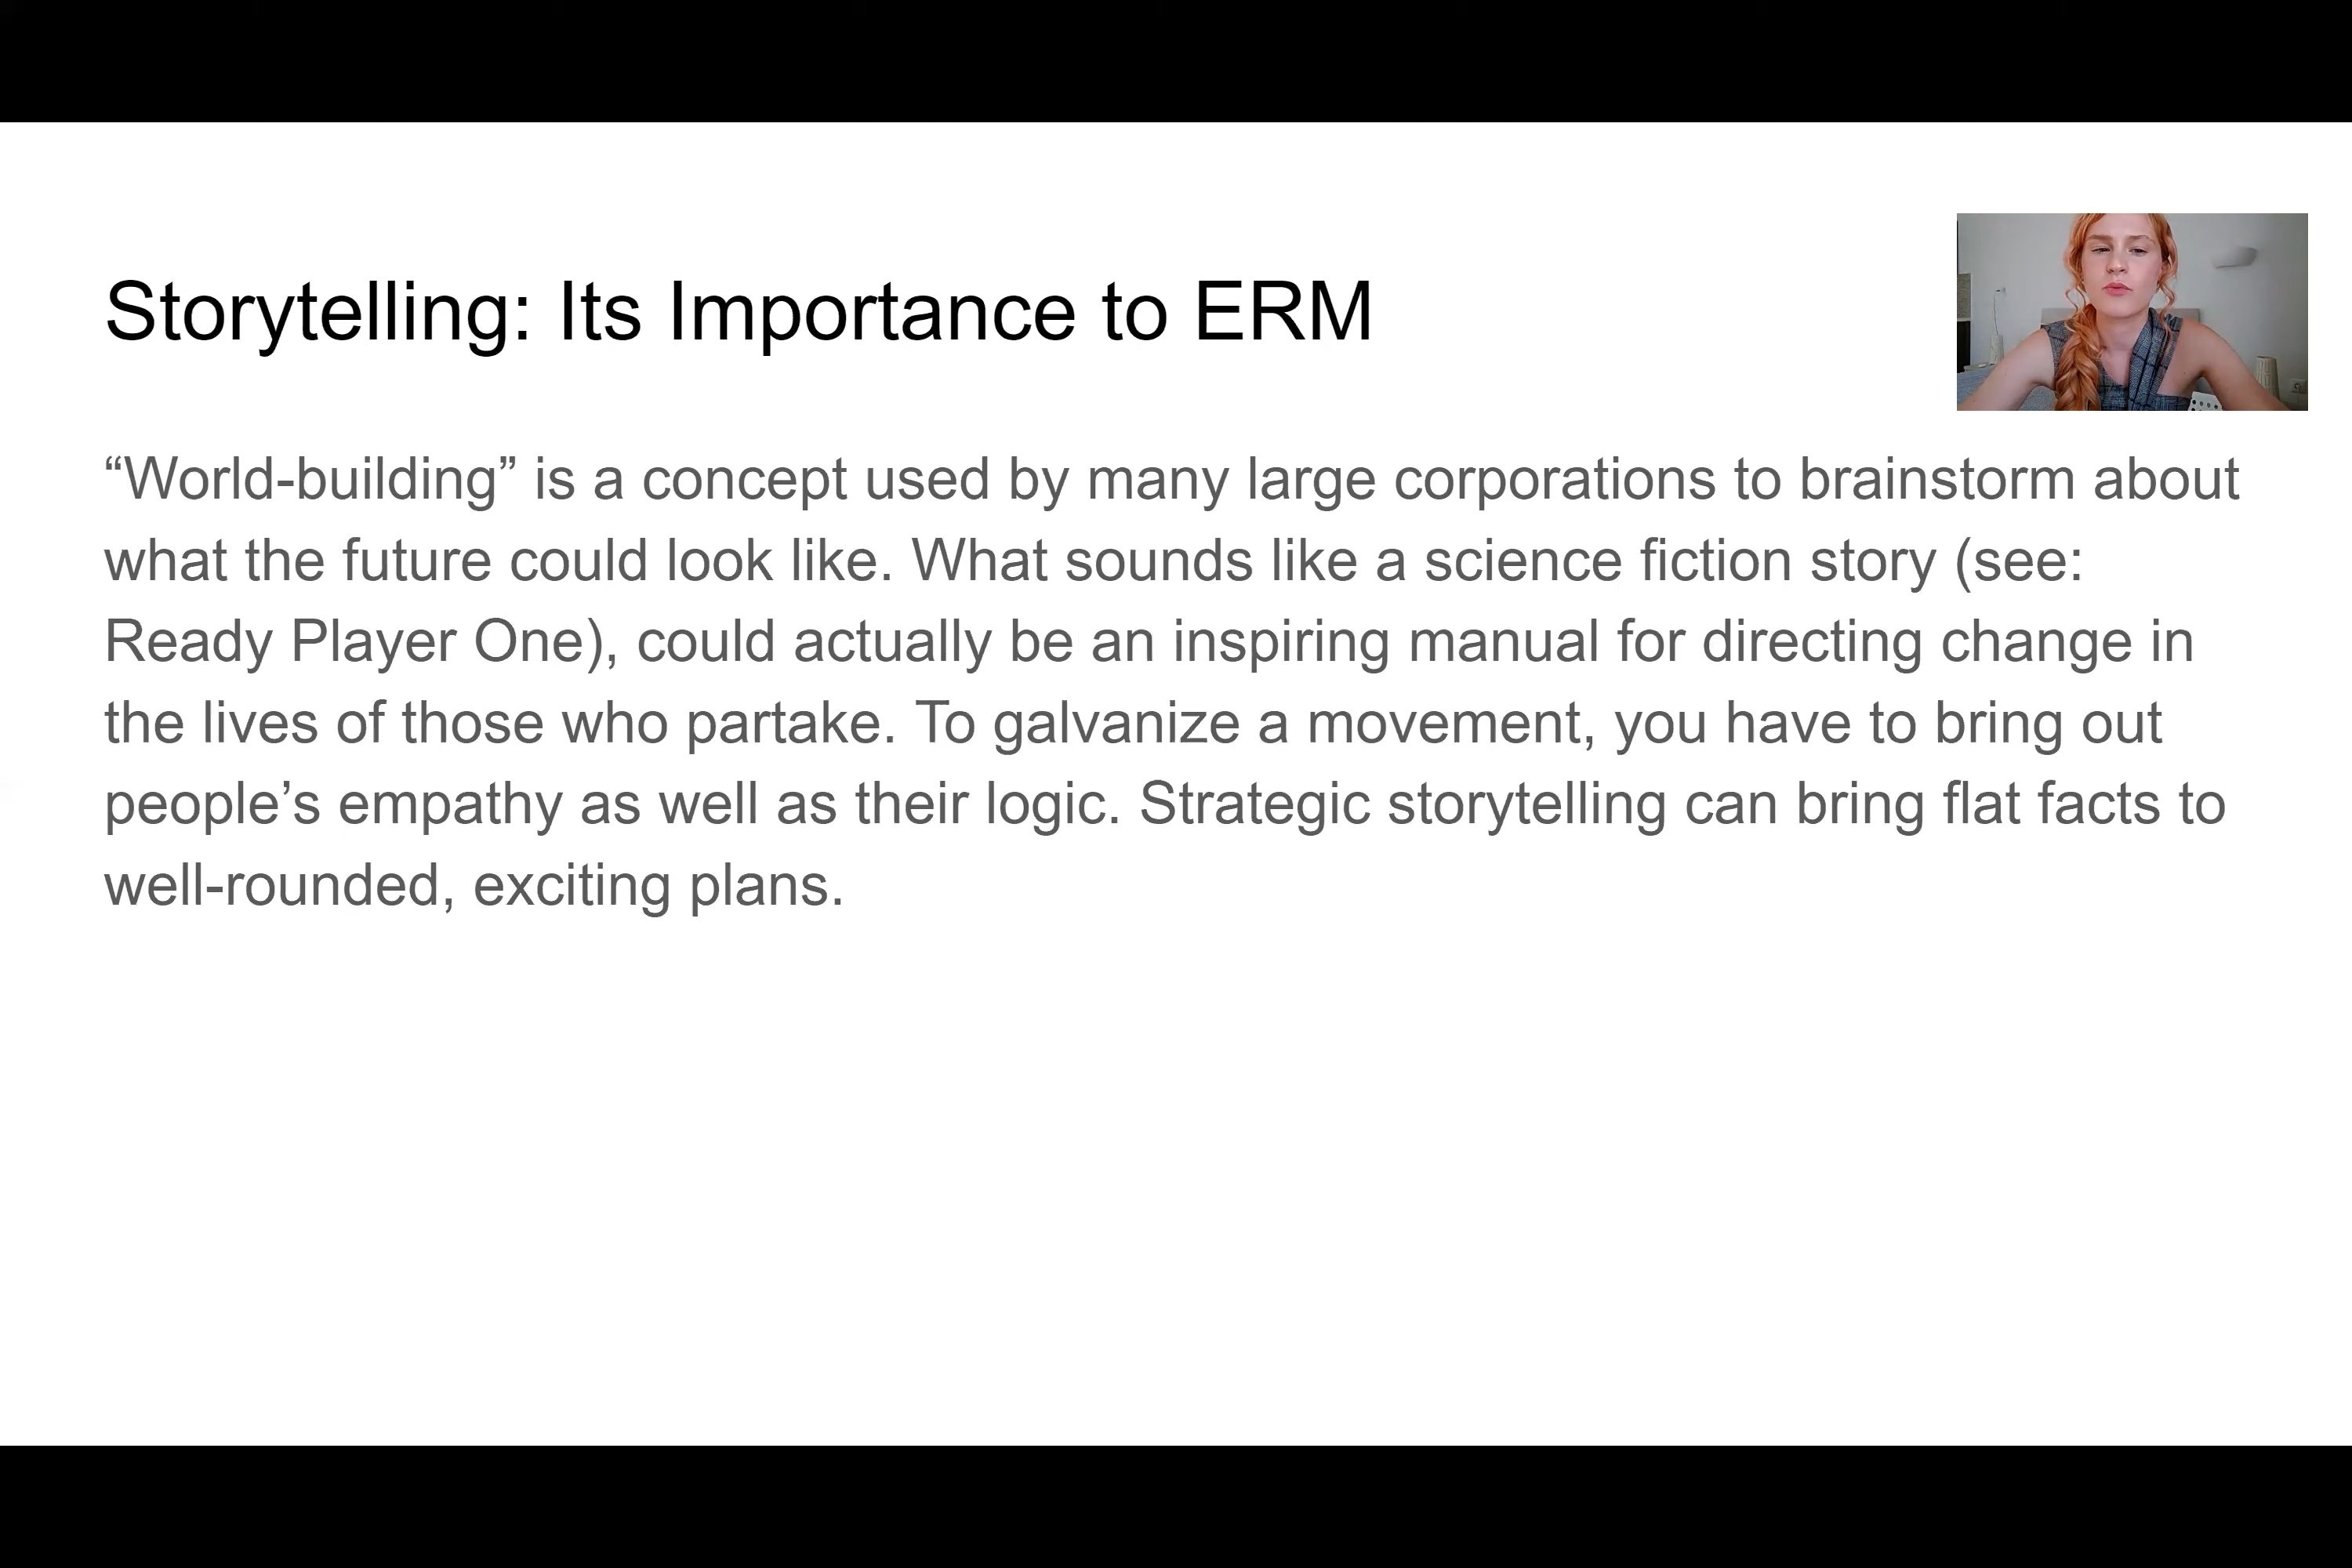 Storytelling: Its Importance to ERM
“World-building” is a concept used by many large corporations to brainstorm about
what the future could look like. What sounds like a science fiction story (see:
Ready Player One), could actually be an inspiring manual for directing change in
the lives of those who partake. To galvanize a movement, you have to bring out
people’s empathy as well as their logic. Strategic storytelling can bring flat facts to
well-rounded, exciting plans.